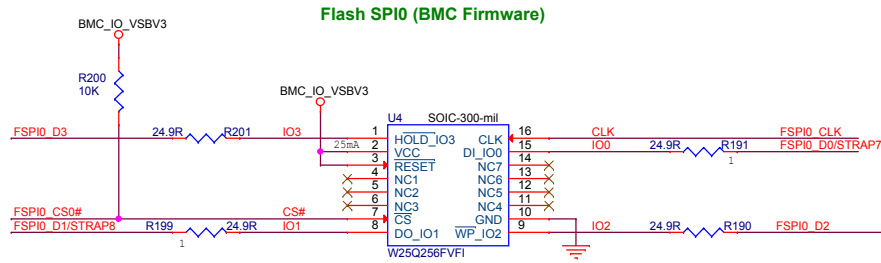 Flash SPI0 (BMC Firmware)
BMC_IO_VSBV3
R200
10K
BMC_IO_VSBV3
U4 SOIC-300-mil
FSPI0_D3 24.9R R201 IO3 1 HOLD_IO3 CLK 16 CLK FSPI0_CLK
25mA 2 VCC DI_IO0 15 IO0 24.9R R191 FSPI0_D0/STRAP7
1
3 RESET NC7 14
4 NC1 NC6 13
5 NC2 NC5 12
6 NC3 NC4 11
FSPI0_CS0# CS# 7 CS GND 10
FSPI0_D1/STRAP8 R199 24.9R IO1 8 DO_IO1 WP_IO2 9 IO2 24.9R R190 FSPI0_D2
1
W25Q256FVFI